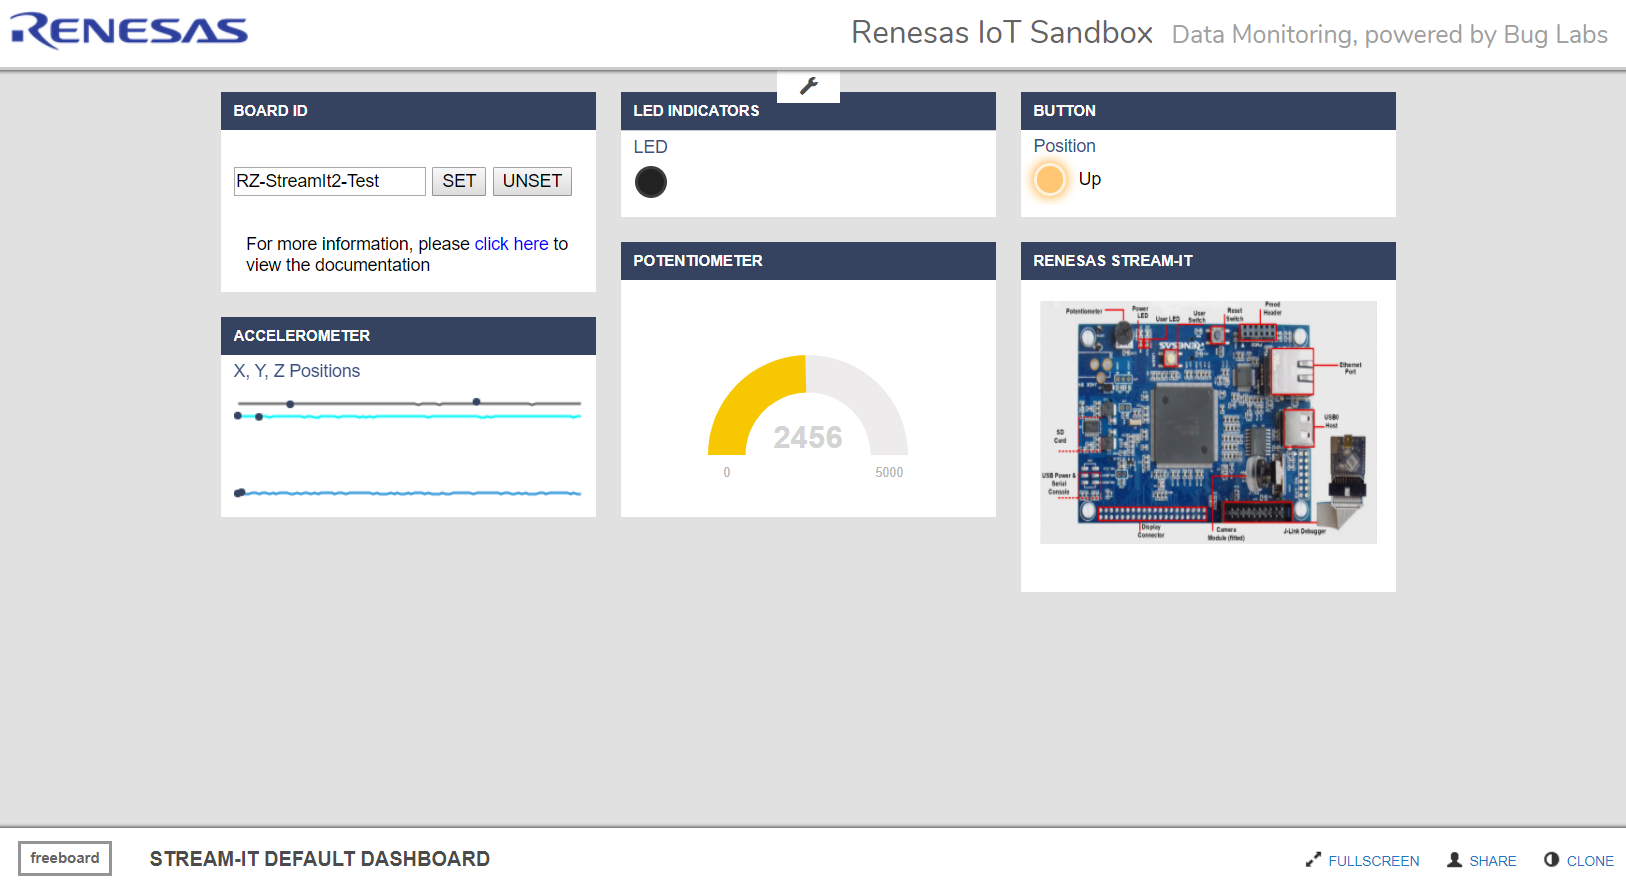 RENESAS
Renesas IoT Sandbox Data Monitoring, powered by Bug Labs
BOARD ID
RZ-StreamIt2-Test SET UNSET
For more information, please click here to
view the documentation
ACCELEROMETER
X, Y, Z Positions
LED INDICATORS
LED
POTENTIOMETER
2456
0 5000
BUTTON
Position
Up
RENESAS STREAM-IT
Potentiometer
Power
LED
User LED
User
Switch
Reset
Switch
Pmod
Header
RENESAS
Ethernet
Port
USB0
Host
SD
Card
USB Power &
Serial
Console
Display
Connector
Camera
Module (fitted)
J-Link Debugger
freeboard
STREAM-IT DEFAULT DASHBOARD
FULLSCREEN SHARE CLONE